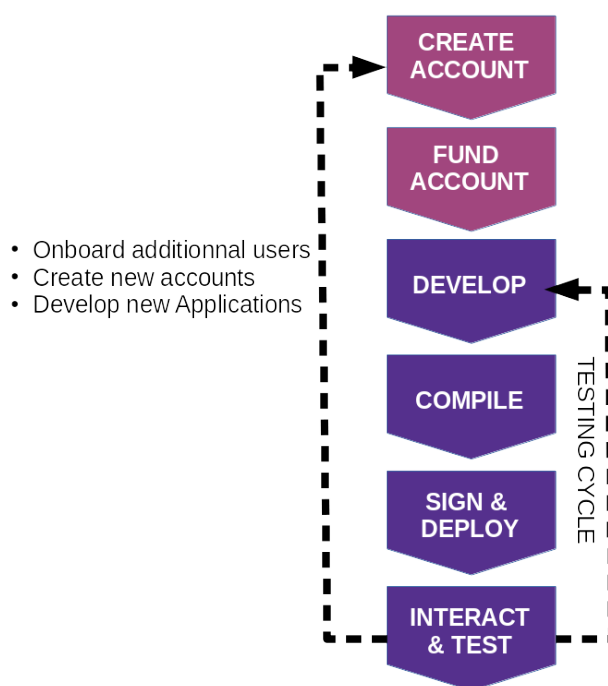 CREATE
ACCOUNT
FUND
ACCOUNT
• Onboard additionnal users
• Create new accounts
• Develop new Applications
DEVELOP
COMPILE
TESTING CYCLE
SIGN &
DEPLOY
INTERACT
& TEST